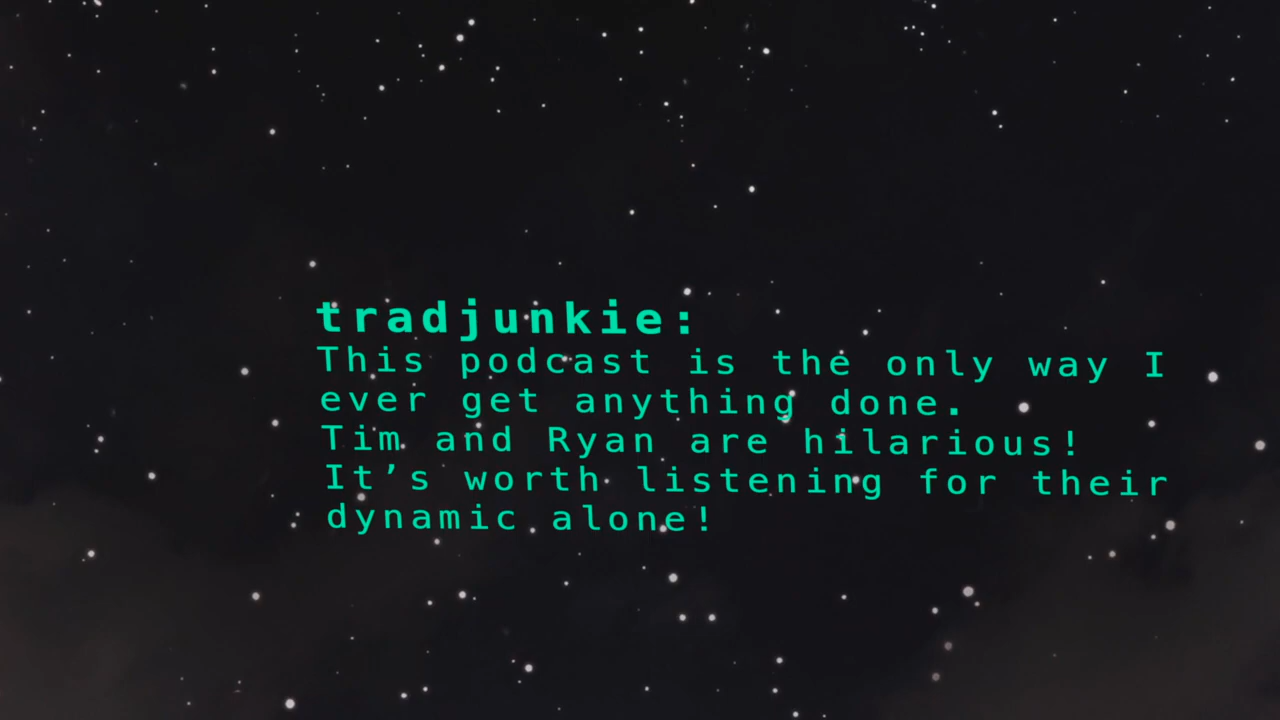 tradjunkie:
This podcast is the only way I
ever get anything done.
Tim and Ryan are hilarious!
It’s worth listening for their
dynamic alone!